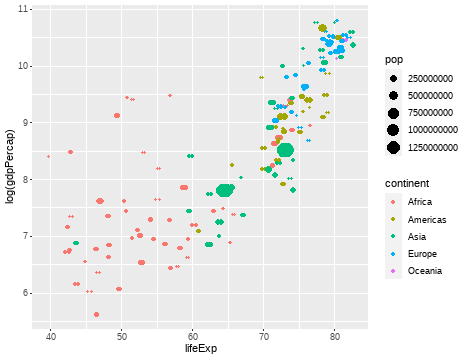 11
10
9
8
7
6
log(gdpPercap)
40
50
60
70
80
lifeExp
pop
250000000
500000000
750000000
1000000000
1250000000
continent
Africa
Americas
Asia
Europe
Oceania